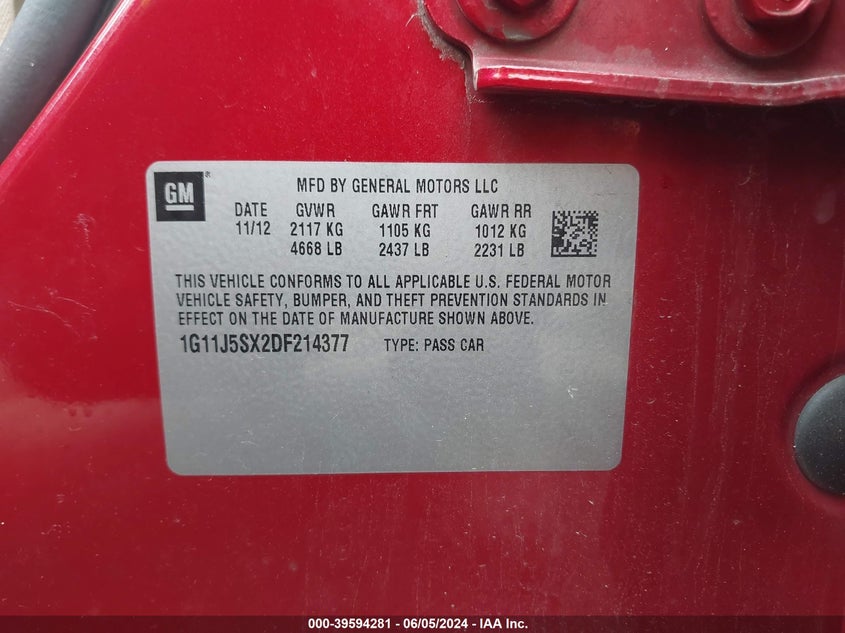 GM ®
MFD BY GENERAL MOTORS LLC
DATE GVWR GAWR FRT GAWR RR
11/12 2117 KG 1105 KG 1012 KG
4668 LB 2437 LB 2231 LB
THIS VEHICLE CONFORMS TO ALL APPLICABLE U.S. FEDERAL MOTOR
VEHICLE SAFETY, BUMPER, AND THEFT PREVENTION STANDARDS IN
EFFECT ON THE DATE OF MANUFACTURE SHOWN ABOVE.
1G11J5SX2DF214377 TYPE: PASS CAR
000-39594281 - 06/05/2024 - IAA Inc.